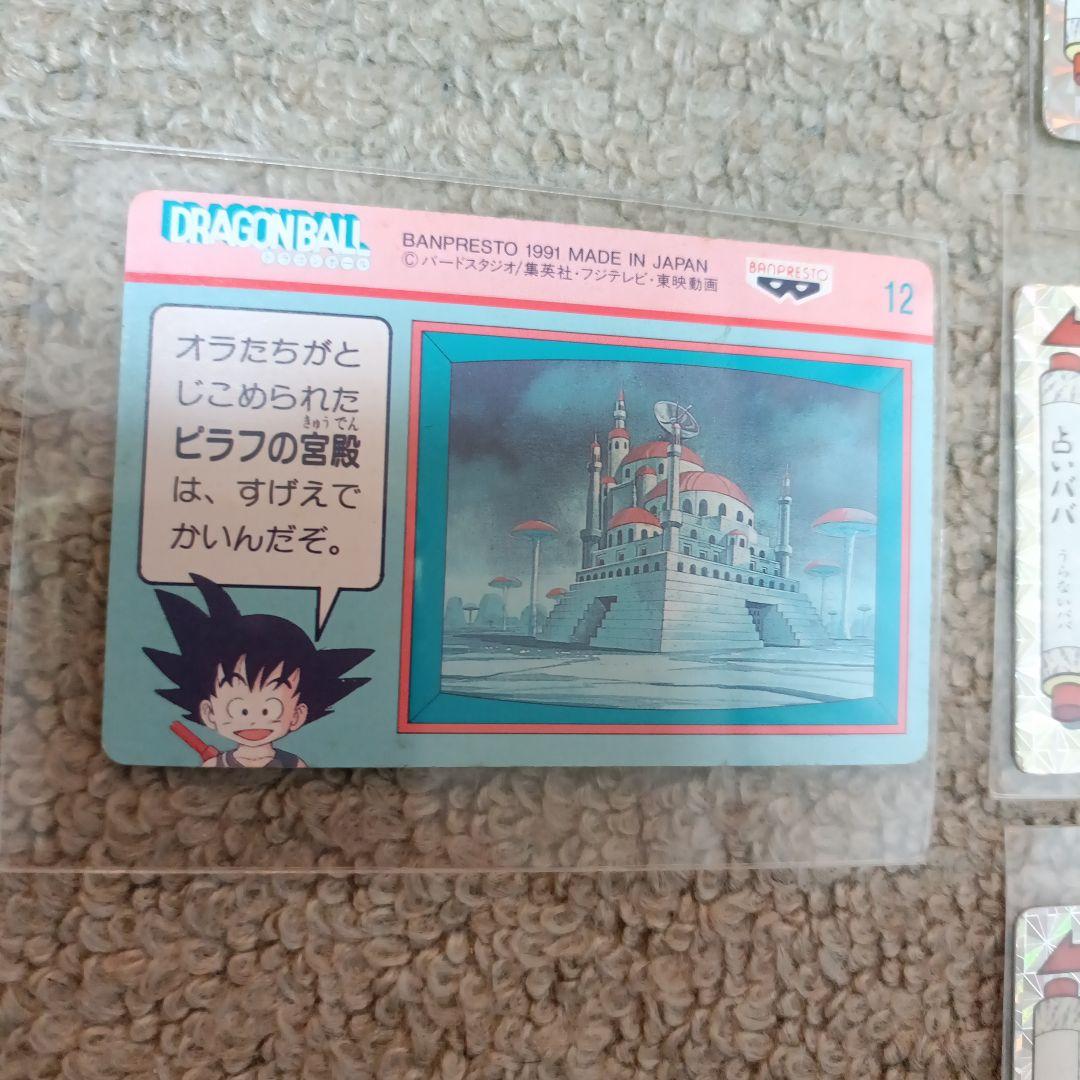 DRAGONBALL
ドラゴンボール
BANPRESTO 1991 MADE IN JAPAN
©バードスタジオ/集英社・フジテレビ・東映動画
BANPRESTO
12
オラたちがと
じこめられた
きゅうでん
ピラフの宮殿
は、すげえで
かいんだぞ。
占いババ
うらないババ